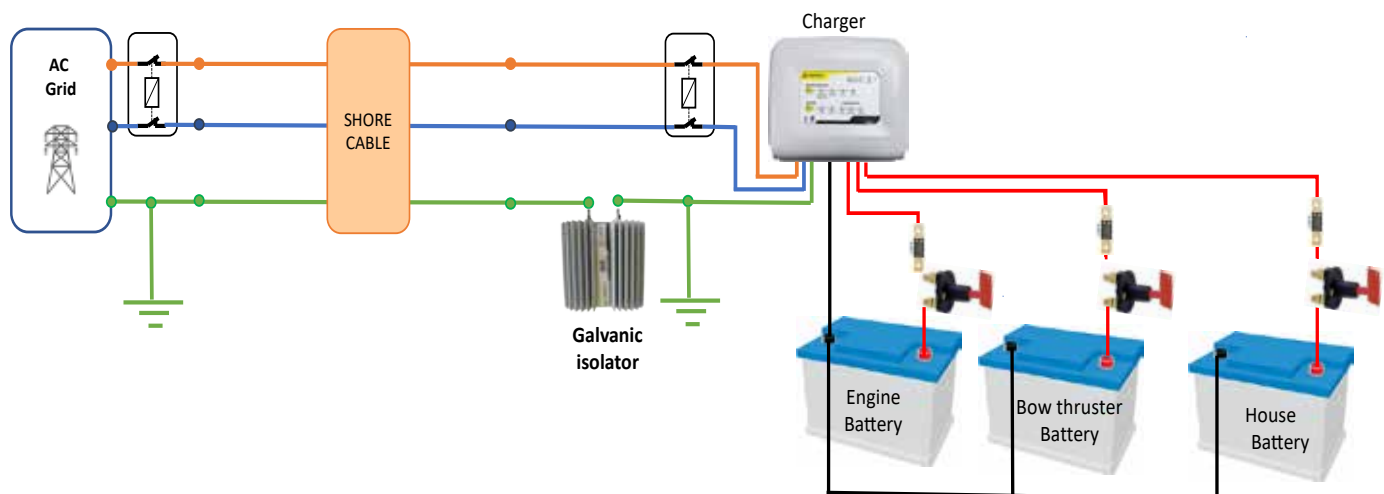 Charger
AC
Grid
SHORE
CABLE
Galvanic
isolator
Engine
Battery
Bow thruster
Battery
House
Battery